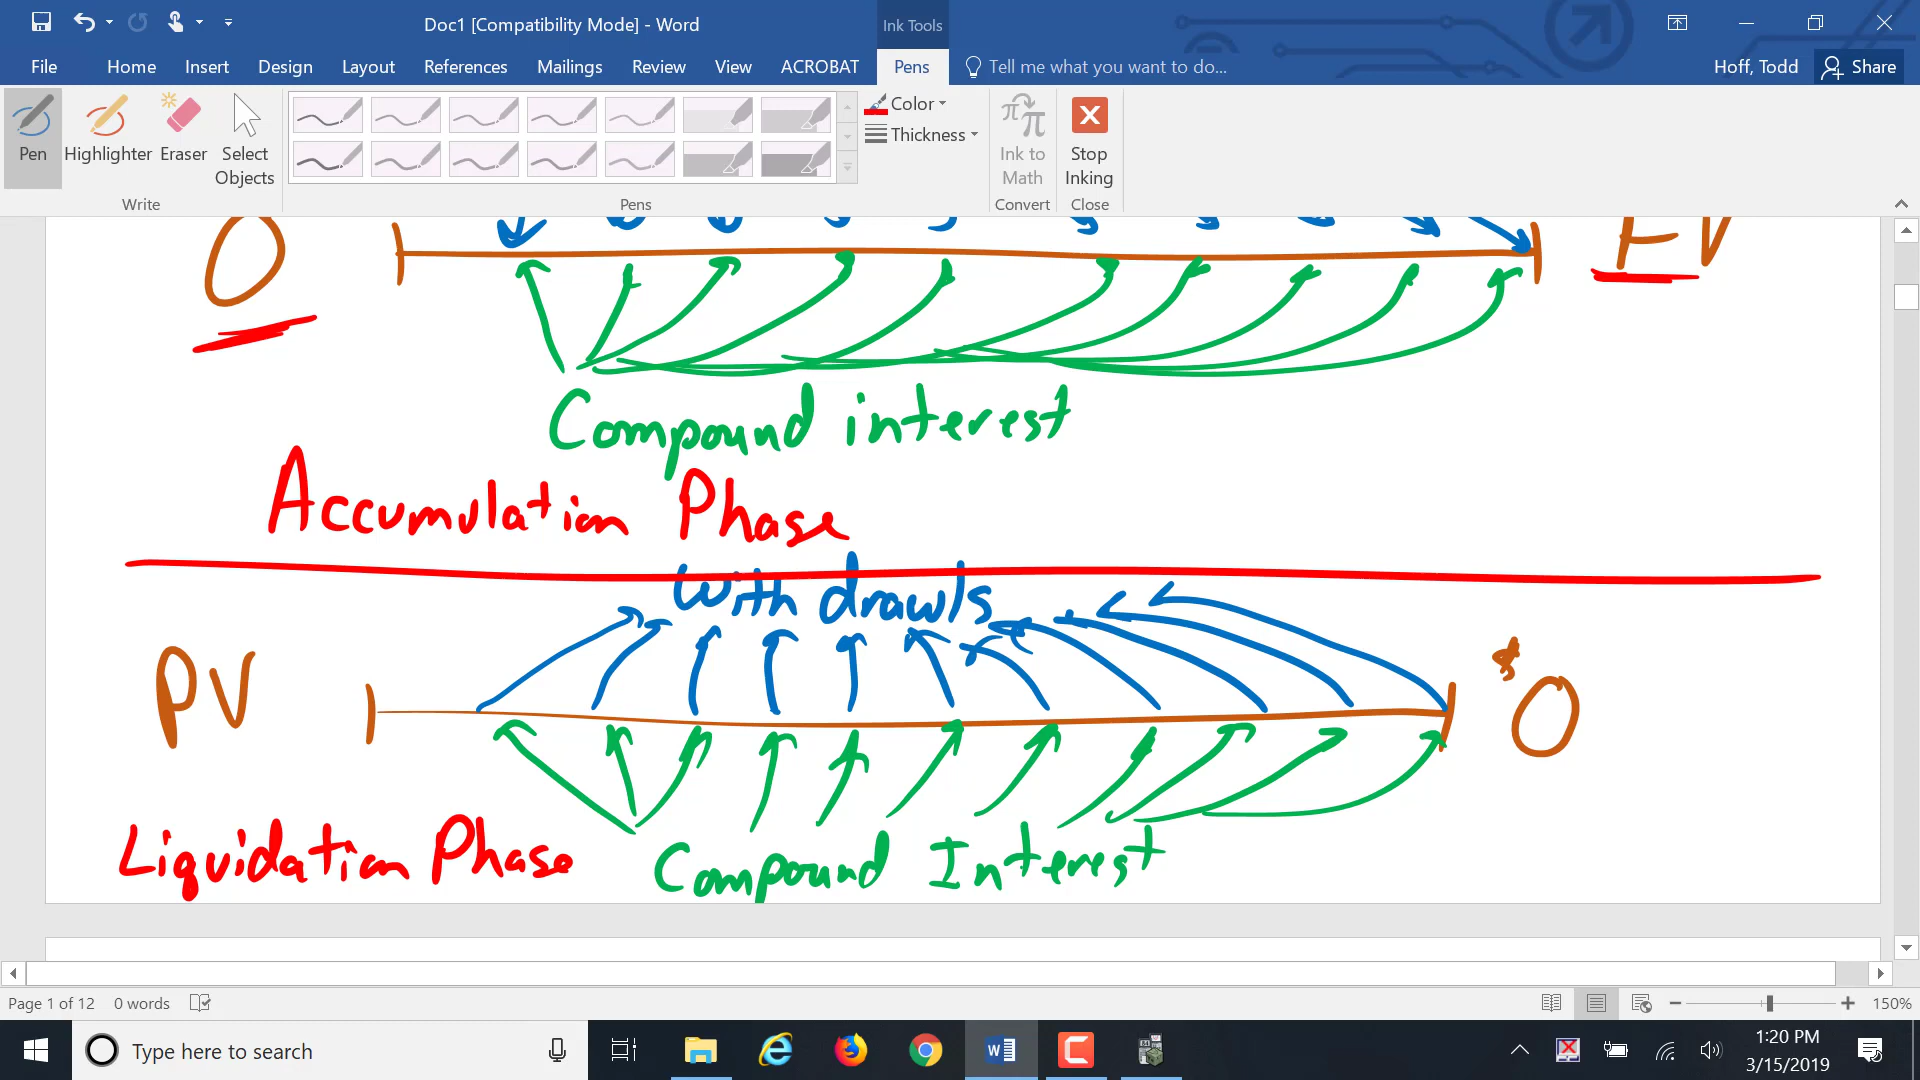 Doc1 [Compatibility Mode] - Word
Ink Tools
File Home Insert Design Layout References Mailings Review View ACROBAT Pens Tell me what you want to do... Hoff, Todd Share
Color
Thickness
Pen Highlighter Eraser Select Objects
Ink to Math
Stop Inking
Write Pens Convert Close
0 FV
Compound interest
Accumulation Phase
Withdrawls
PV $0
Liquidation Phase Compound Interest
Page 1 of 12 0 words 150%
Type here to search
1:20 PM
3/15/2019